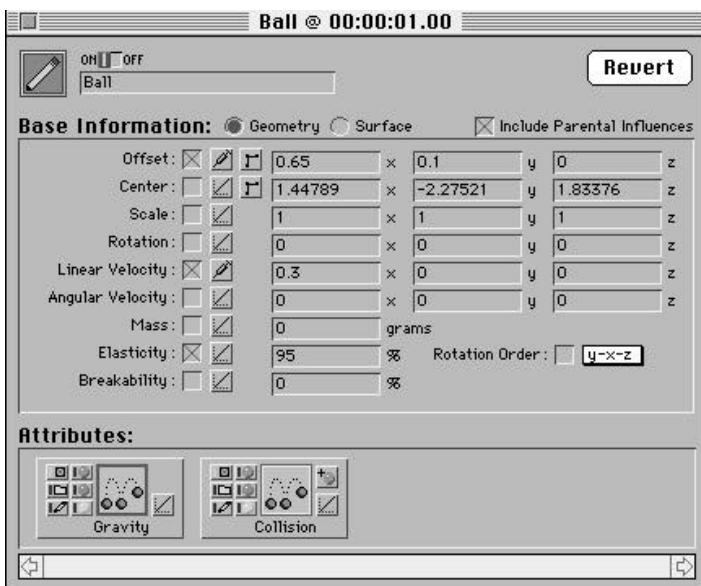 Ball @ 00:00:01.00
ON OFF
Ball
Revert
Base Information: Geometry Surface Include Parental Influences
Offset: 0.65 x 0.1 y 0 z
Center: 1.44789 x -2.27521 y 1.83376 z
Scale: 1 x 1 y 1 z
Rotation: 0 x 0 y 0 z
Linear Velocity: 0.3 x 0 y 0 z
Angular Velocity: 0 x 0 y 0 z
Mass: 0 grams
Elasticity: 95 % Rotation Order: y-x-z
Breakability: 0 %
Attributes:
Gravity Collision